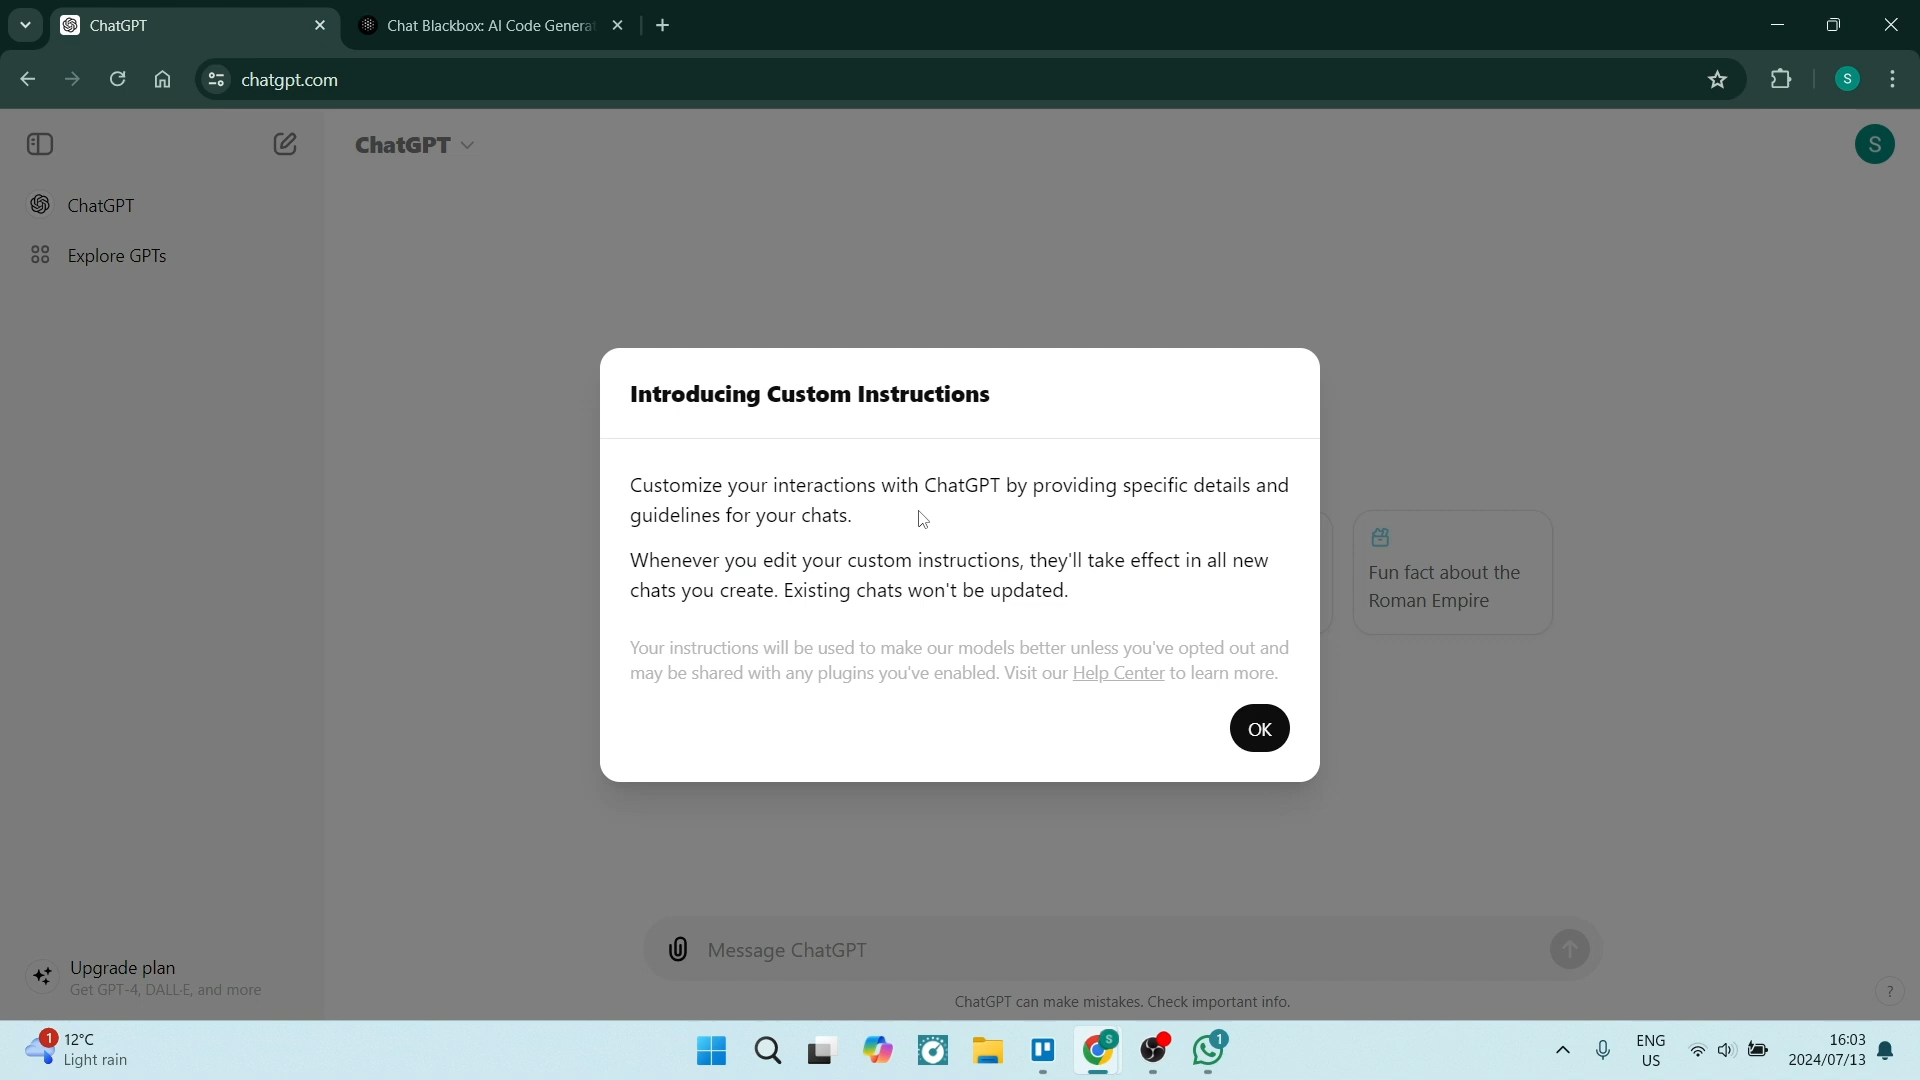 ChatGPT
Chat Blackbox: AI Code Genera
chatgpt.com
S
ChatGPT
S
ChatGPT
Explore GPTs
Introducing Custom Instructions
Customize your interactions with ChatGPT by providing specific details and
guidelines for your chats.
Whenever you edit your custom instructions, they'll take effect in all new
chats you create. Existing chats won't be updated.
Fun fact about the
Roman Empire
Your instructions will be used to make our models better unless you've opted out and
may be shared with any plugins you've enabled. Visit our Help Center to learn more.
OK
Message ChatGPT
Upgrade plan
Get GPT-4, DALL·E, and more
ChatGPT can make mistakes. Check important info.
?
1
12°C
Light rain
S
1
ENG
US
16:03
2024/07/13